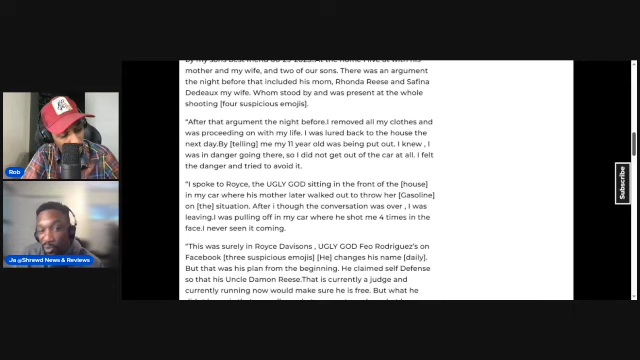 by my sons best friend 06-25-2023.At the home I live at with his
mother and my wife, and two of our sons. There was an argument
the night before that included his mom, Rhonda Reese and Safina
Dedeaux my wife. Whom stood by and was present at the whole
shooting [four suspicious emojis].
“After that argument the night before.I removed all my clothes and
was proceeding on with my life. I was lured back to the house the
next day.By [telling] me my 11 year old was being put out, I knew , I
was in danger going there, so I did not get out of the car at all. I felt
the danger and tried to avoid it.
“I spoke to Royce, the UGLY GOD sitting in the front of the [house]
in my car where his mother later walked out to throw her [Gasoline]
on [the] situation. After i though the conversation was over , I was
leaving.I was pulling off in my car where he shot me 4 times in the
face.I never seen it coming.
“This was surely in Royce Davisons , UGLY GOD Feo Rodriguez’s on
Facebook [three suspicious emojis] [He] changes his name [daily].
But that was his plan from the beginning. He claimed self Defense
so that his Uncle Damon Reese.That is currently a judge and
currently running now would make sure he is free. But what he
Rob
Ja @Shrewd News & Reviews
Subscribe